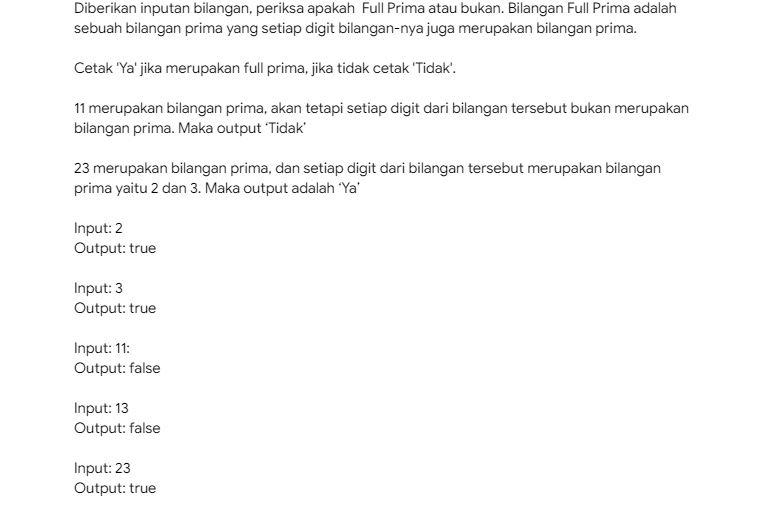 Diberikan inputan bilangan, periksa apakah  Full Prima atau bukan. Bilangan Full Prima adalah
sebuah bilangan prima yang setiap digit bilangan-nya juga merupakan bilangan prima.
Cetak 'Ya' jika merupakan full prima, jika tidak cetak 'Tidak'.
11 merupakan bilangan prima, akan tetapi setiap digit dari bilangan tersebut bukan merupakan
bilangan prima. Maka output ‘Tidak’
23 merupakan bilangan prima, dan setiap digit dari bilangan tersebut merupakan bilangan
prima yaitu 2 dan 3. Maka output adalah ‘Ya’
Input: 2
Output: true
Input: 3
Output: true
Input: 11:
Output: false
Input: 13
Output: false
Input: 23
Output: true